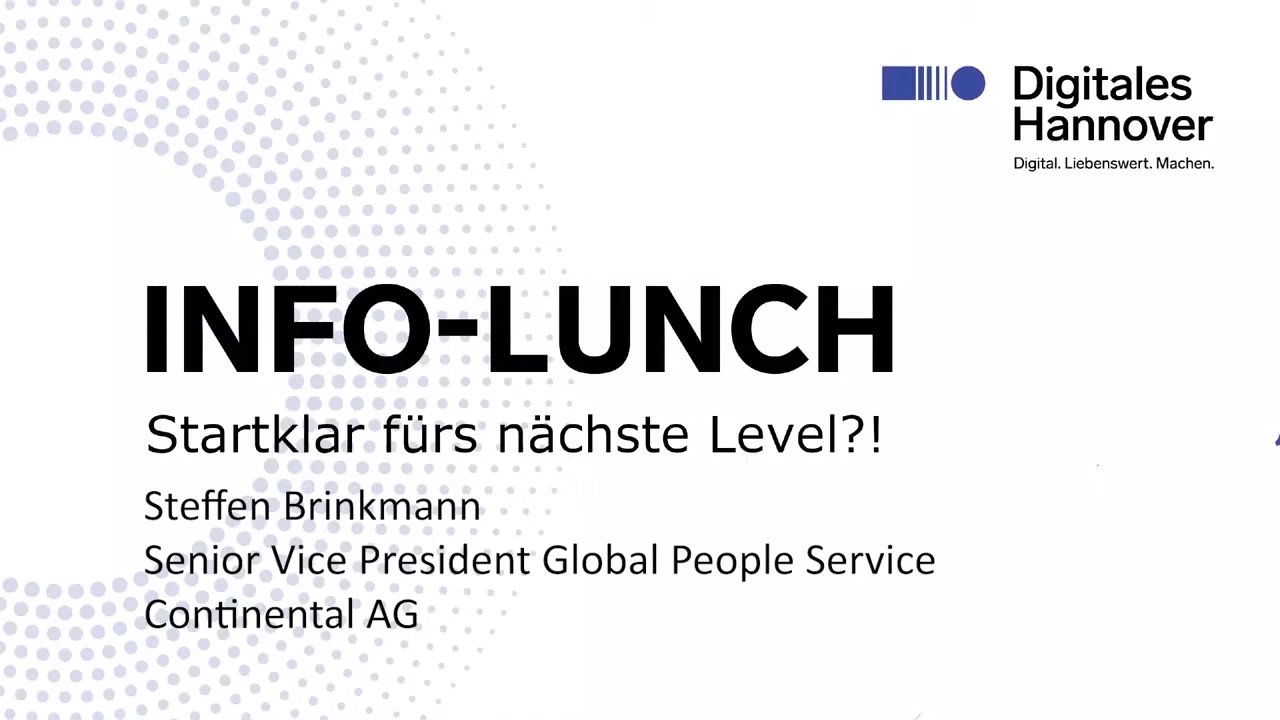 Digitales
Hannover
Digital. Liebenswert. Machen.
INFO-LUNCH
Startklar fürs nächste Level?!
Steffen Brinkmann
Senior Vice President Global People Service
Continental AG